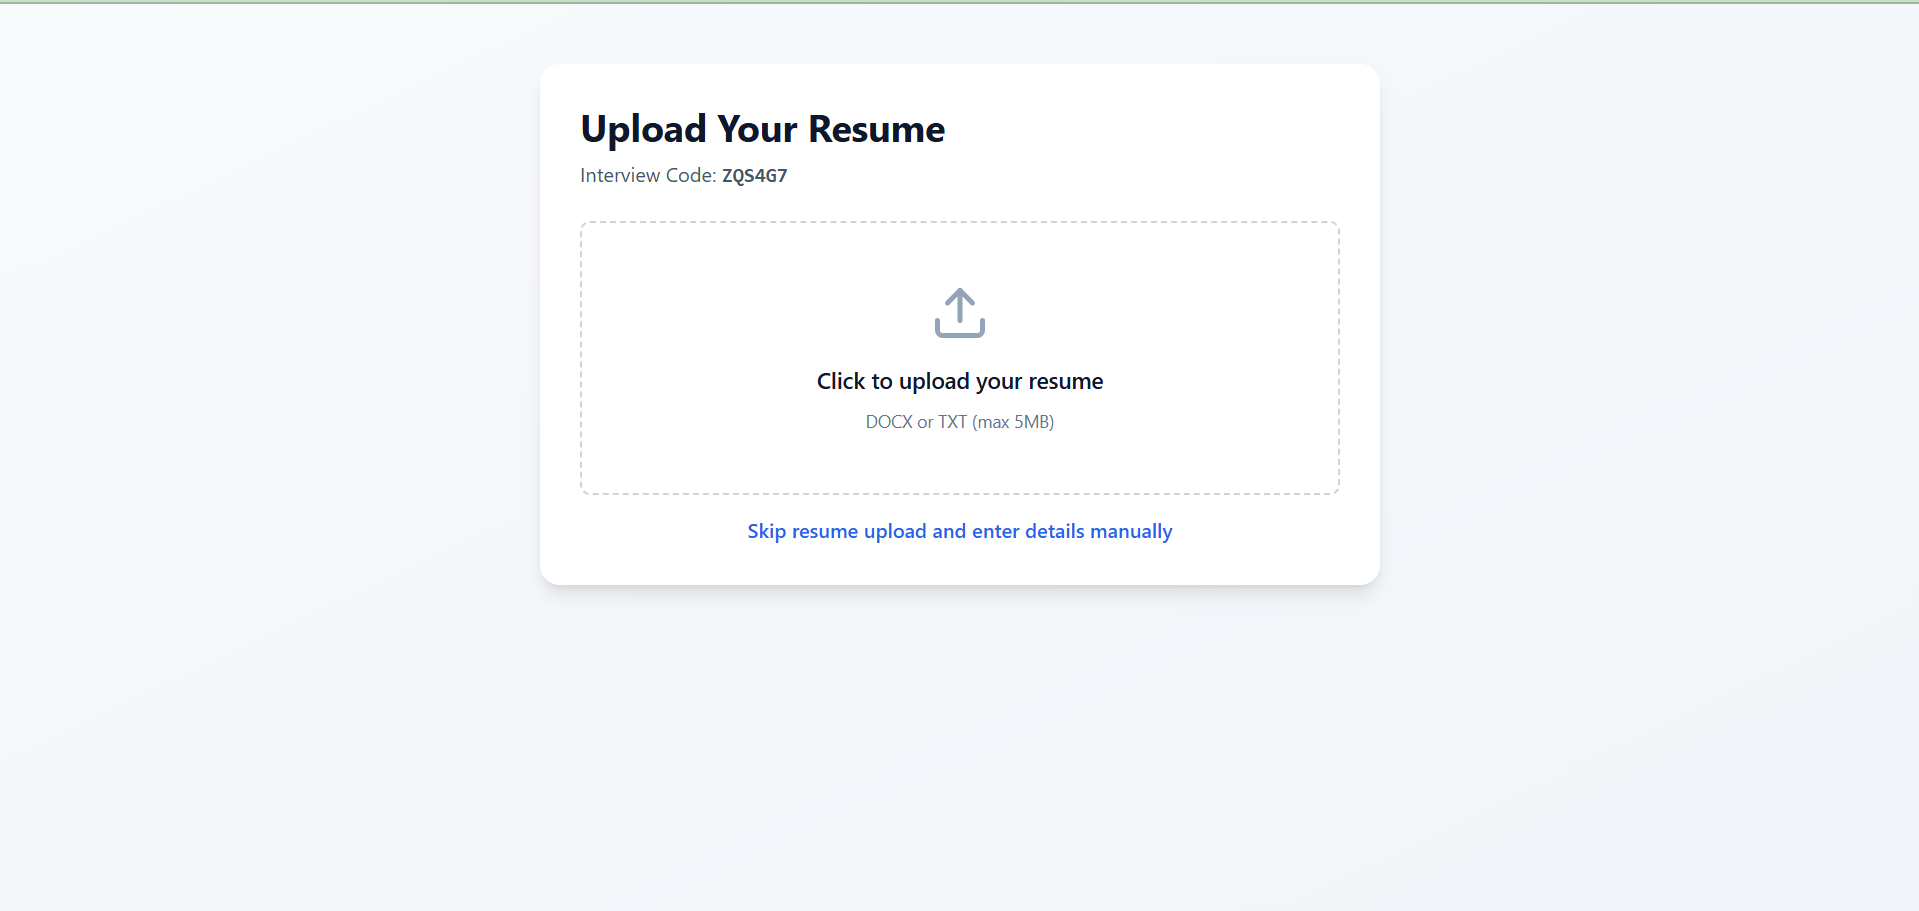 Upload Your Resume
Interview Code: ZQS4G7
Click to upload your resume
DOCX or TXT (max 5MB)
Skip resume upload and enter details manually